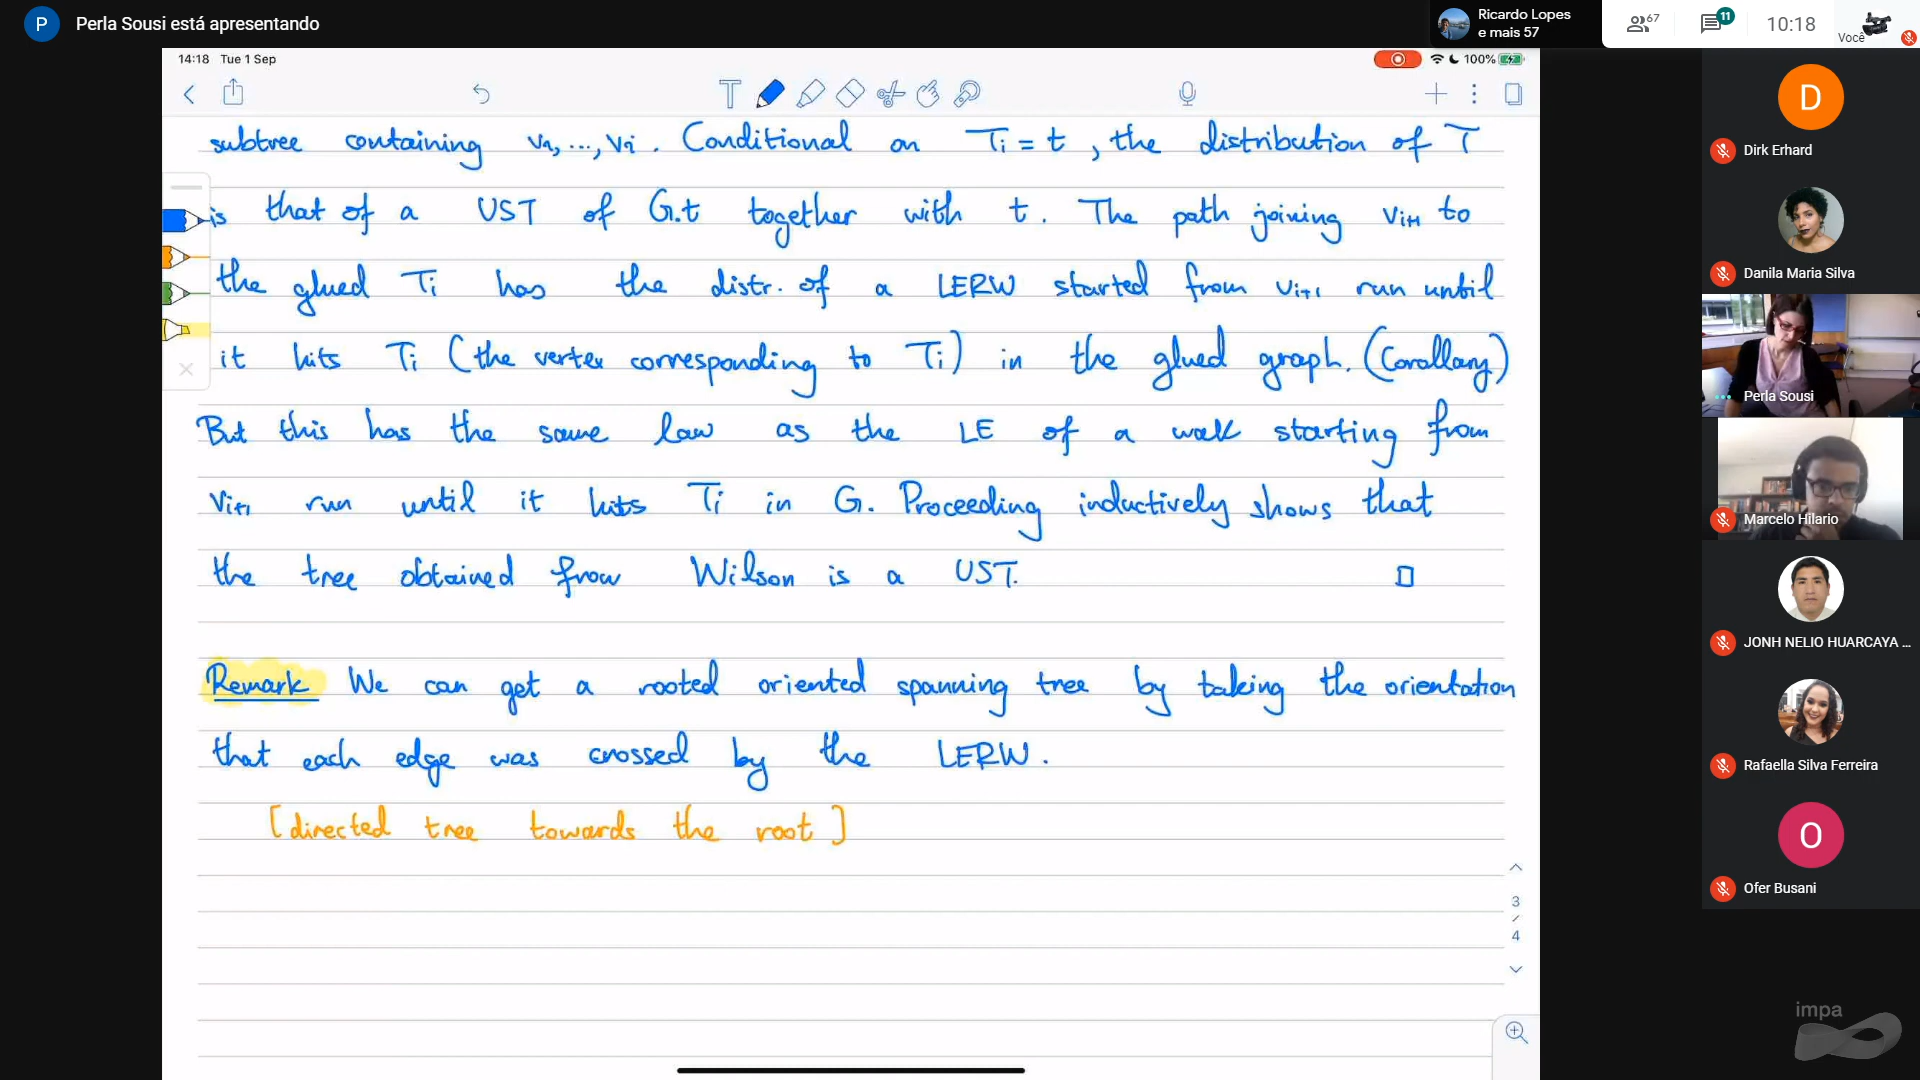 P Perla Sousi está apresentando
Ricardo Lopes
e mais 57
67
11
10:18
Você
14:18 Tue 1 Sep
100%
subtree containing v₁, ..., vᵢ. Conditional on Tᵢ = t, the distribution of T
is that of a UST of G.t together with t. The path joining vᵢ₊₁ to
the glued Tᵢ has the distr. of a LERW started from vᵢ₊₁ run until
it hits Tᵢ (the vertex corresponding to Tᵢ) in the glued graph. (Corollary)
But this has the same law as the LE of a walk starting from
vᵢ₊₁ run until it hits Tᵢ in G. Proceeding inductively shows that
the tree obtained from Wilson is a UST. □
Remark We can get a rooted oriented spanning tree by taking the orientation
that each edge was crossed by the LERW.
[directed tree towards the root]
3
/
4
D
Dirk Erhard
Danila Maria Silva
Perla Sousi
Marcelo Hilario
JONH NELIO HUARCAYA ...
Rafaella Silva Ferreira
O
Ofer Busani
impa